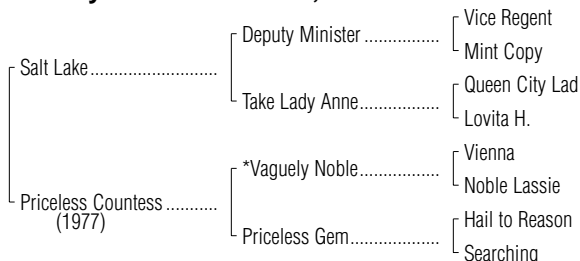 Vice Regent
Deputy Minister ................
Mint Copy
Salt Lake...........................
Queen City Lad
Take Lady Anne.................
Lovita H.
Vienna
*Vaguely Noble.................
Noble Lassie
Priceless Countess ...........
(1977)
Hail to Reason
Priceless Gem...................
Searching